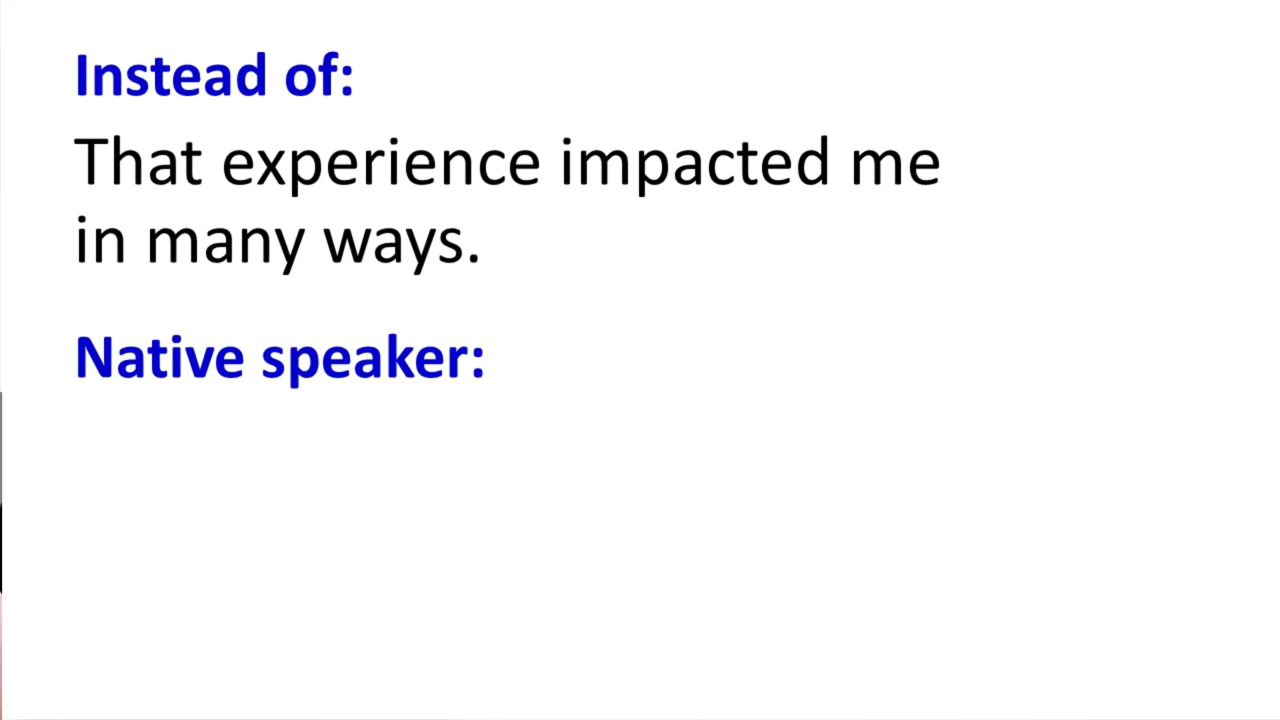 Instead of:
That experience impacted me
in many ways.
Native speaker: